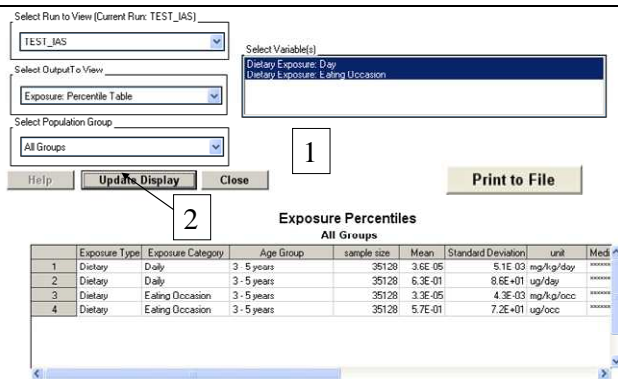 Select Run to View (Current Run: TEST_IAS)
TEST_IAS
Select OutputTo View
Exposure: Percentile Table
Select Population Group
All Groups
Select Variable(s)
Dietary Exposure: Day
Dietary Exposure: Eating Occasion
1
Help Update Display Close Print to File
2
Exposure Percentiles
All Groups
Exposure Type Exposure Category Age Group sample size Mean Standard Deviation unit Medi
1 Dietary Daily 3 - 5 years 35128 3.6E-05 5.1E-03 mg/kg/day
2 Dietary Daily 3 - 5 years 35128 6.3E-01 8.6E+01 ug/day
3 Dietary Eating Occasion 3 - 5 years 35128 3.3E-05 4.3E-03 mg/kg/occ
4 Dietary Eating Occasion 3 - 5 years 35128 5.7E-01 7.2E+01 ug/occ